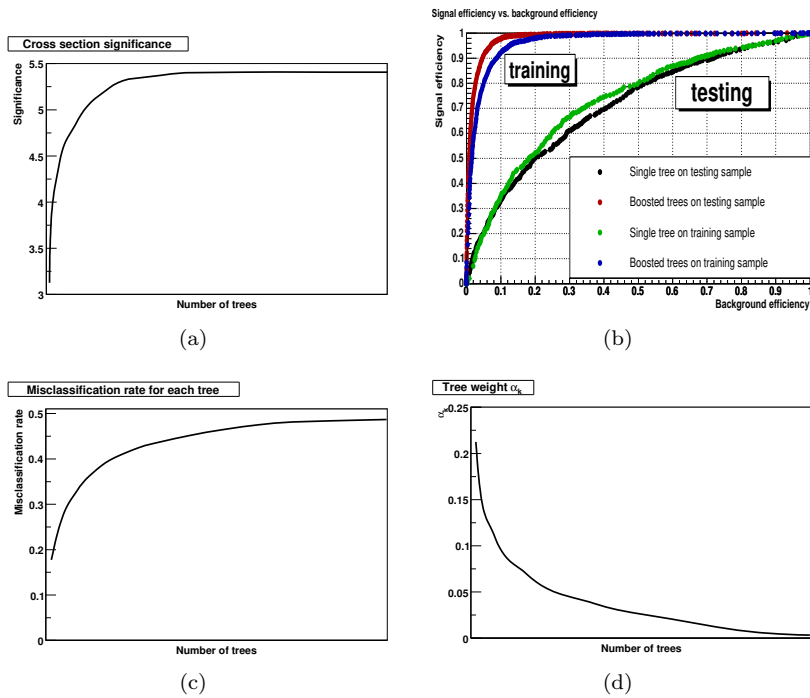 Cross section significance
Significance
5.5
5
4.5
4
3.5
3
Number of trees
(a)
Signal efficiency vs. background efficiency
Signal efficiency
1
0.9
0.8
0.7
0.6
0.5
0.4
0.3
0.2
0.1
0
training
testing
Single tree on testing sample
Boosted trees on testing sample
Single tree on training sample
Boosted trees on training sample
0 0.1 0.2 0.3 0.4 0.5 0.6 0.7 0.8 0.9 1
Background efficiency
(b)
Misclassification rate for each tree
Misclassification rate
0.5
0.4
0.3
0.2
0.1
0
Number of trees
(c)
Tree weight αk
αk
0.25
0.2
0.15
0.1
0.05
0
Number of trees
(d)